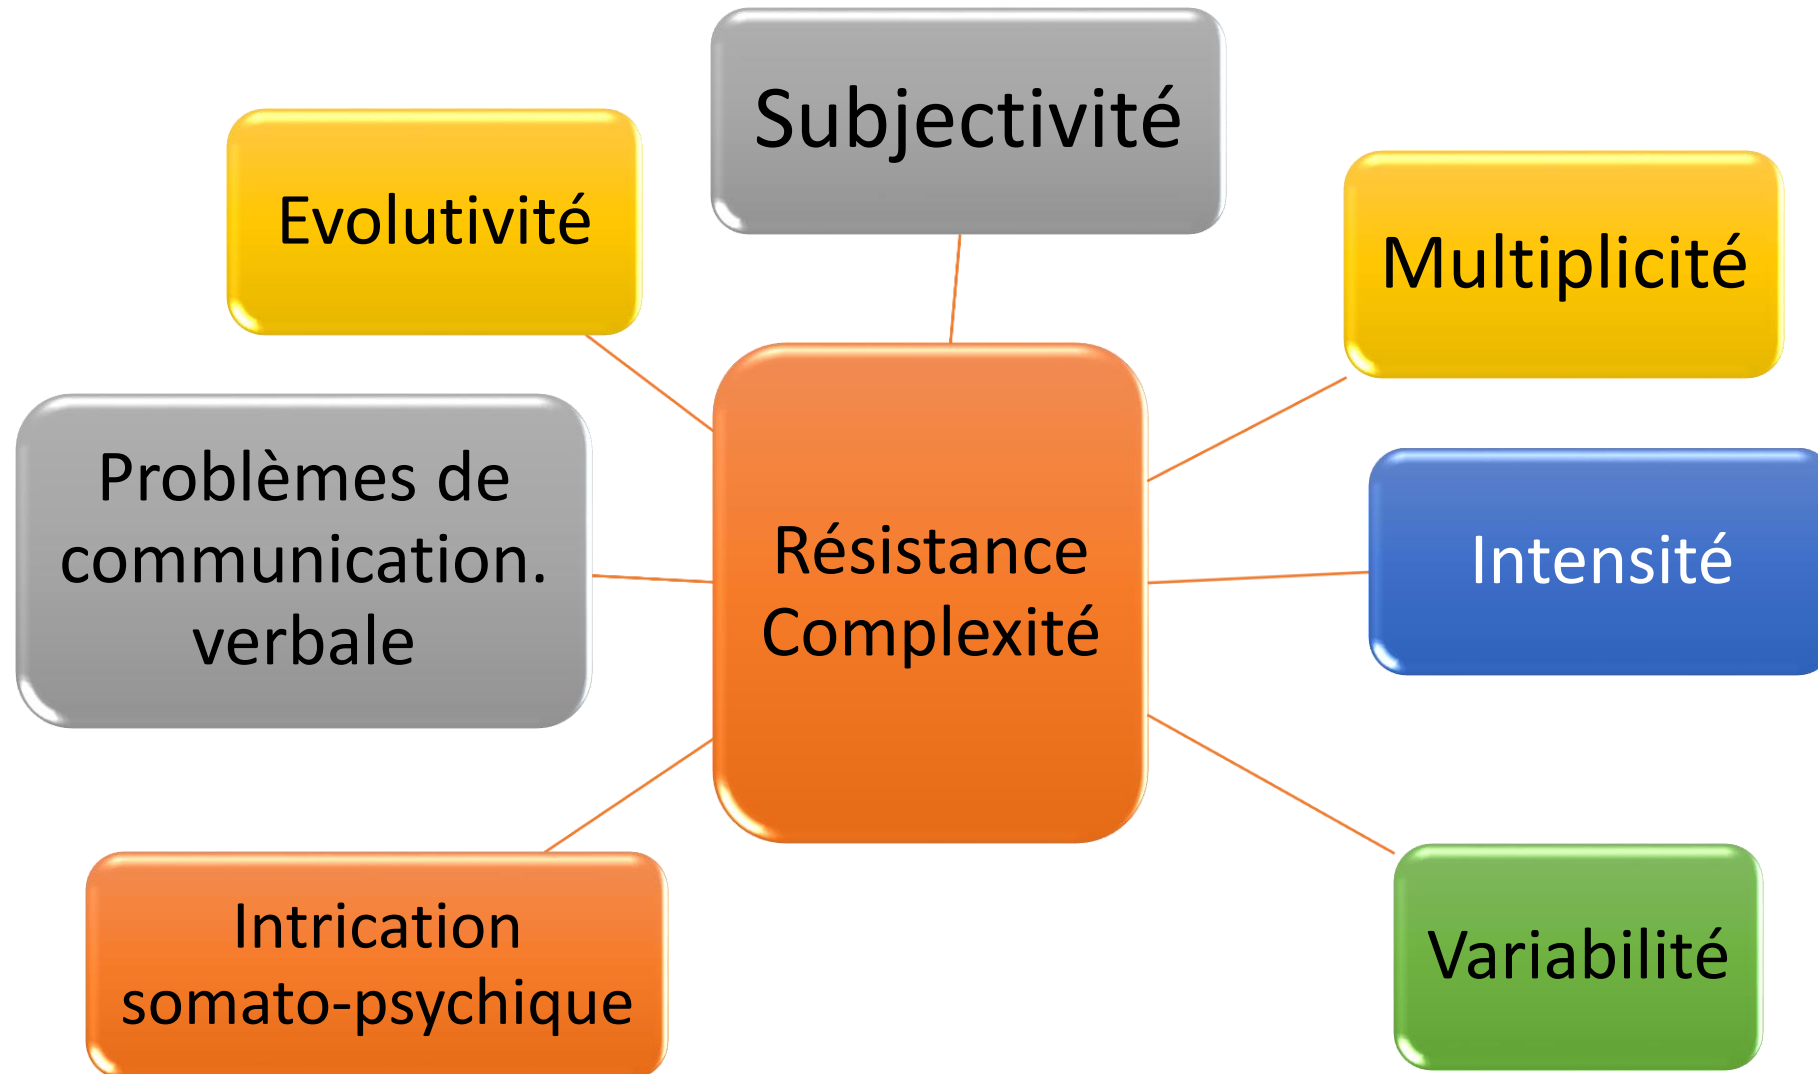 Subjectivité
Evolutivité
Multiplicité
Problèmes de
communication.
verbale
Résistance
Complexité
Intensité
Intrication
somato-psychique
Variabilité